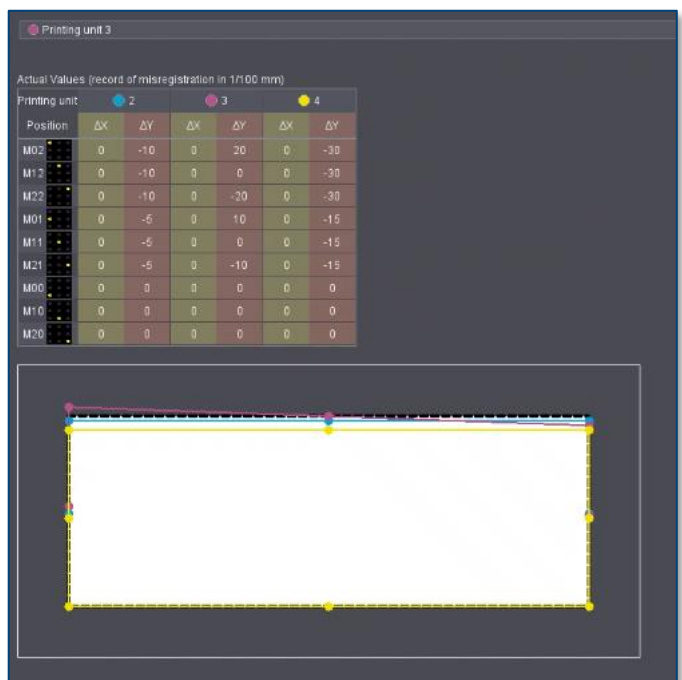 Printing unit 3
Actual Values (record of misregistration in 1/100 mm)
Printing unit 2 3 4
Position ΔX ΔY ΔX ΔY ΔX ΔY
M02 0 -10 0 20 0 -30
M12 0 -10 0 0 0 -30
M22 0 -10 0 -20 0 -30
M01 0 -5 0 10 0 -15
M11 0 -5 0 0 0 -15
M21 0 -5 0 -10 0 -15
M00 0 0 0 0 0 0
M10 0 0 0 0 0 0
M20 0 0 0 0 0 0